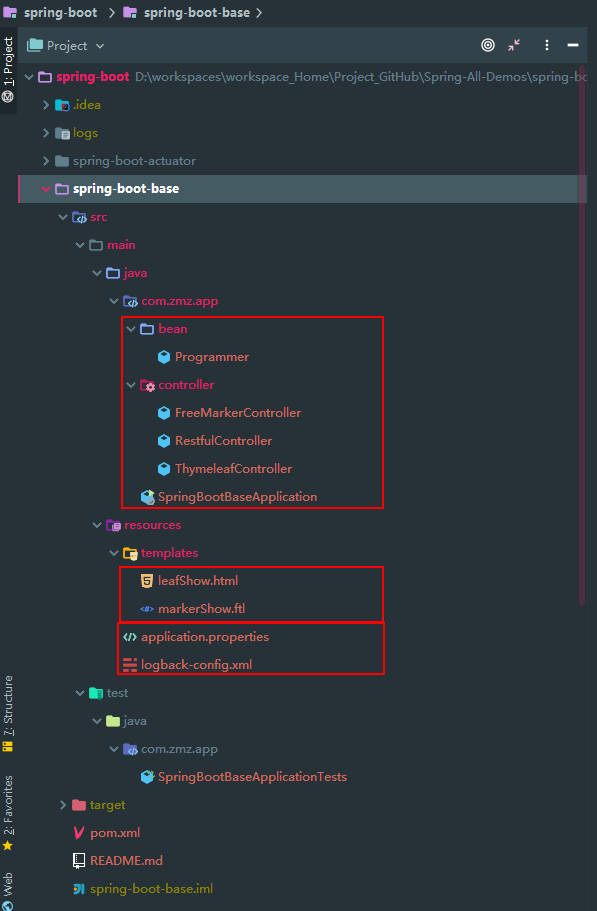 spring-boot > spring-boot-base >
Project
spring-boot D:\workspaces\workspace_Home\Project_GitHub\Spring-All-Demos\spring-bo
.idea
logs
spring-boot-actuator
spring-boot-base
src
main
java
com.zmz.app
bean
Programmer
controller
FreeMarkerController
RestfulController
ThymeleafController
SpringBootBaseApplication
resources
templates
leafShow.html
markerShow.ftl
application.properties
logback-config.xml
test
java
com.zmz.app
SpringBootBaseApplicationTests
target
pom.xml
README.md
spring-boot-base.iml
1: Project
7: Structure
2: Favorites
Web